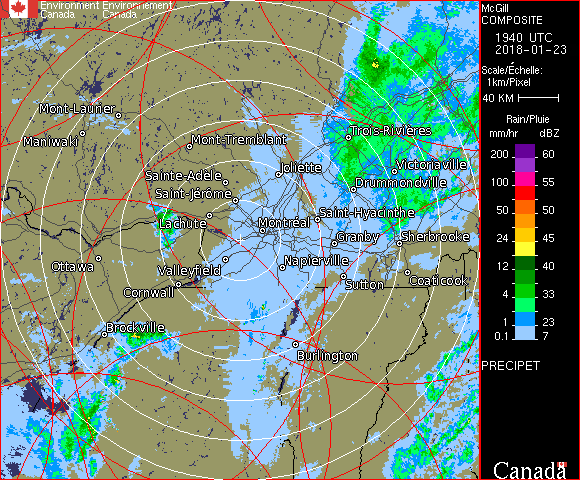 Environment Environnement
Canada Canada
McGill
COMPOSITE
1940 UTC
2018-01-23
Scale/Échelle:
1km/Pixel
40 KM
Rain/Pluie
mm/hr dBZ
200 60
100 55
50 50
24 45
12 40
4 33
1 23
0.1 7
PRECIPET
Canada
Mont-Laurier
Maniwaki
Mont-Tremblant
Trois-Rivières
Joliette
Victoriaville
Sainte-Adèle
Drummondville
Saint-Jérôme
Saint-Hyacinthe
Lachute
Montréal
Granby
Sherbrooke
Ottawa
Valleyfield
Napierville
Cornwall
Sutton
Coaticook
Brockville
Burlington